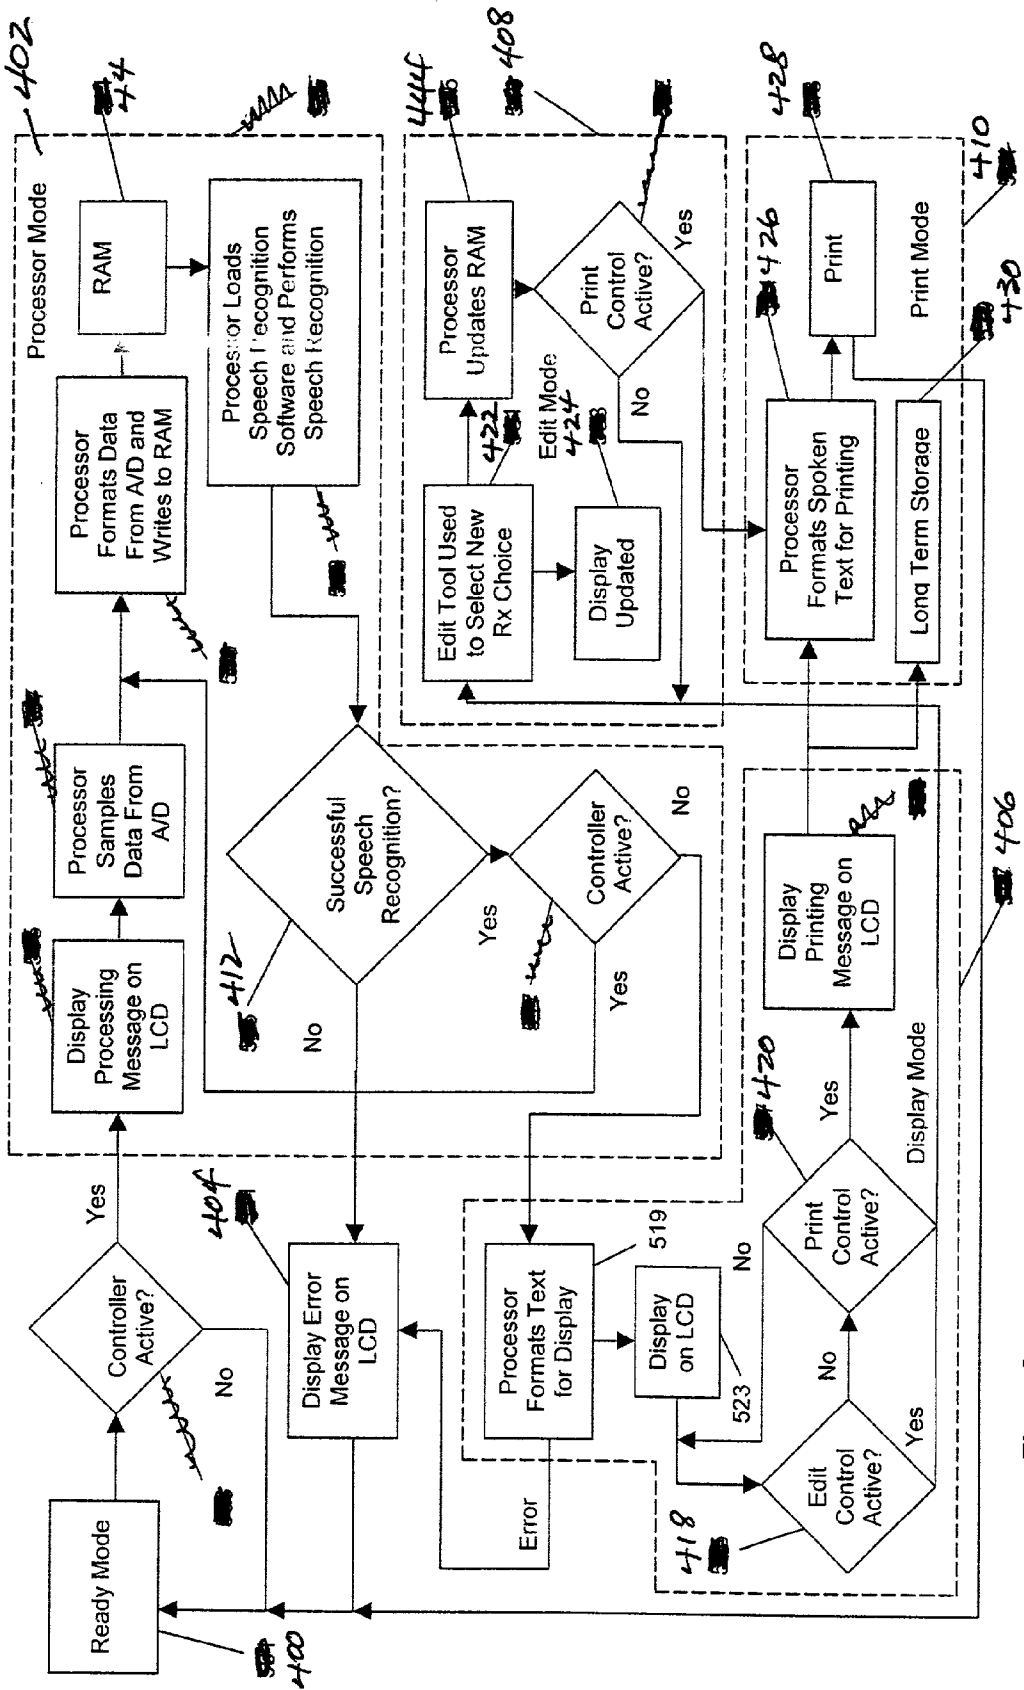 402
Processor Mode
44
RAM
Processor
Formats Data
From A/D and
Writes to RAM
Processor
Samples
Data From
A/D
Display
Processing
Message on
LCD
Yes
Controller
Active?
No
Ready Mode
400
Processor Loads
Speech Recognition
Software and Performs
Speech Recognition
Successful
Speech
Recognition?
412
No
Yes
Controller
Active?
No
Yes
404
Display Error
Message on
LCD
444
408
Processor
Updates RAM
Edit Tool Used
to Select New
Rx Choice
422
Edit Mode
424
Display
Updated
Print
Control
Active?
Yes
No
Processor
Formats Text
for Display
519
Display
on LCD
523
Error
428
410
426
Print
Print Mode
430
Processor
Formats Spoken
Text for Printing
Long Term Storage
Display
Printing
Message on
LCD
406
420
Yes
Display Mode
Print
Control
Active?
No
No
Edit
Control
Active?
Yes
418